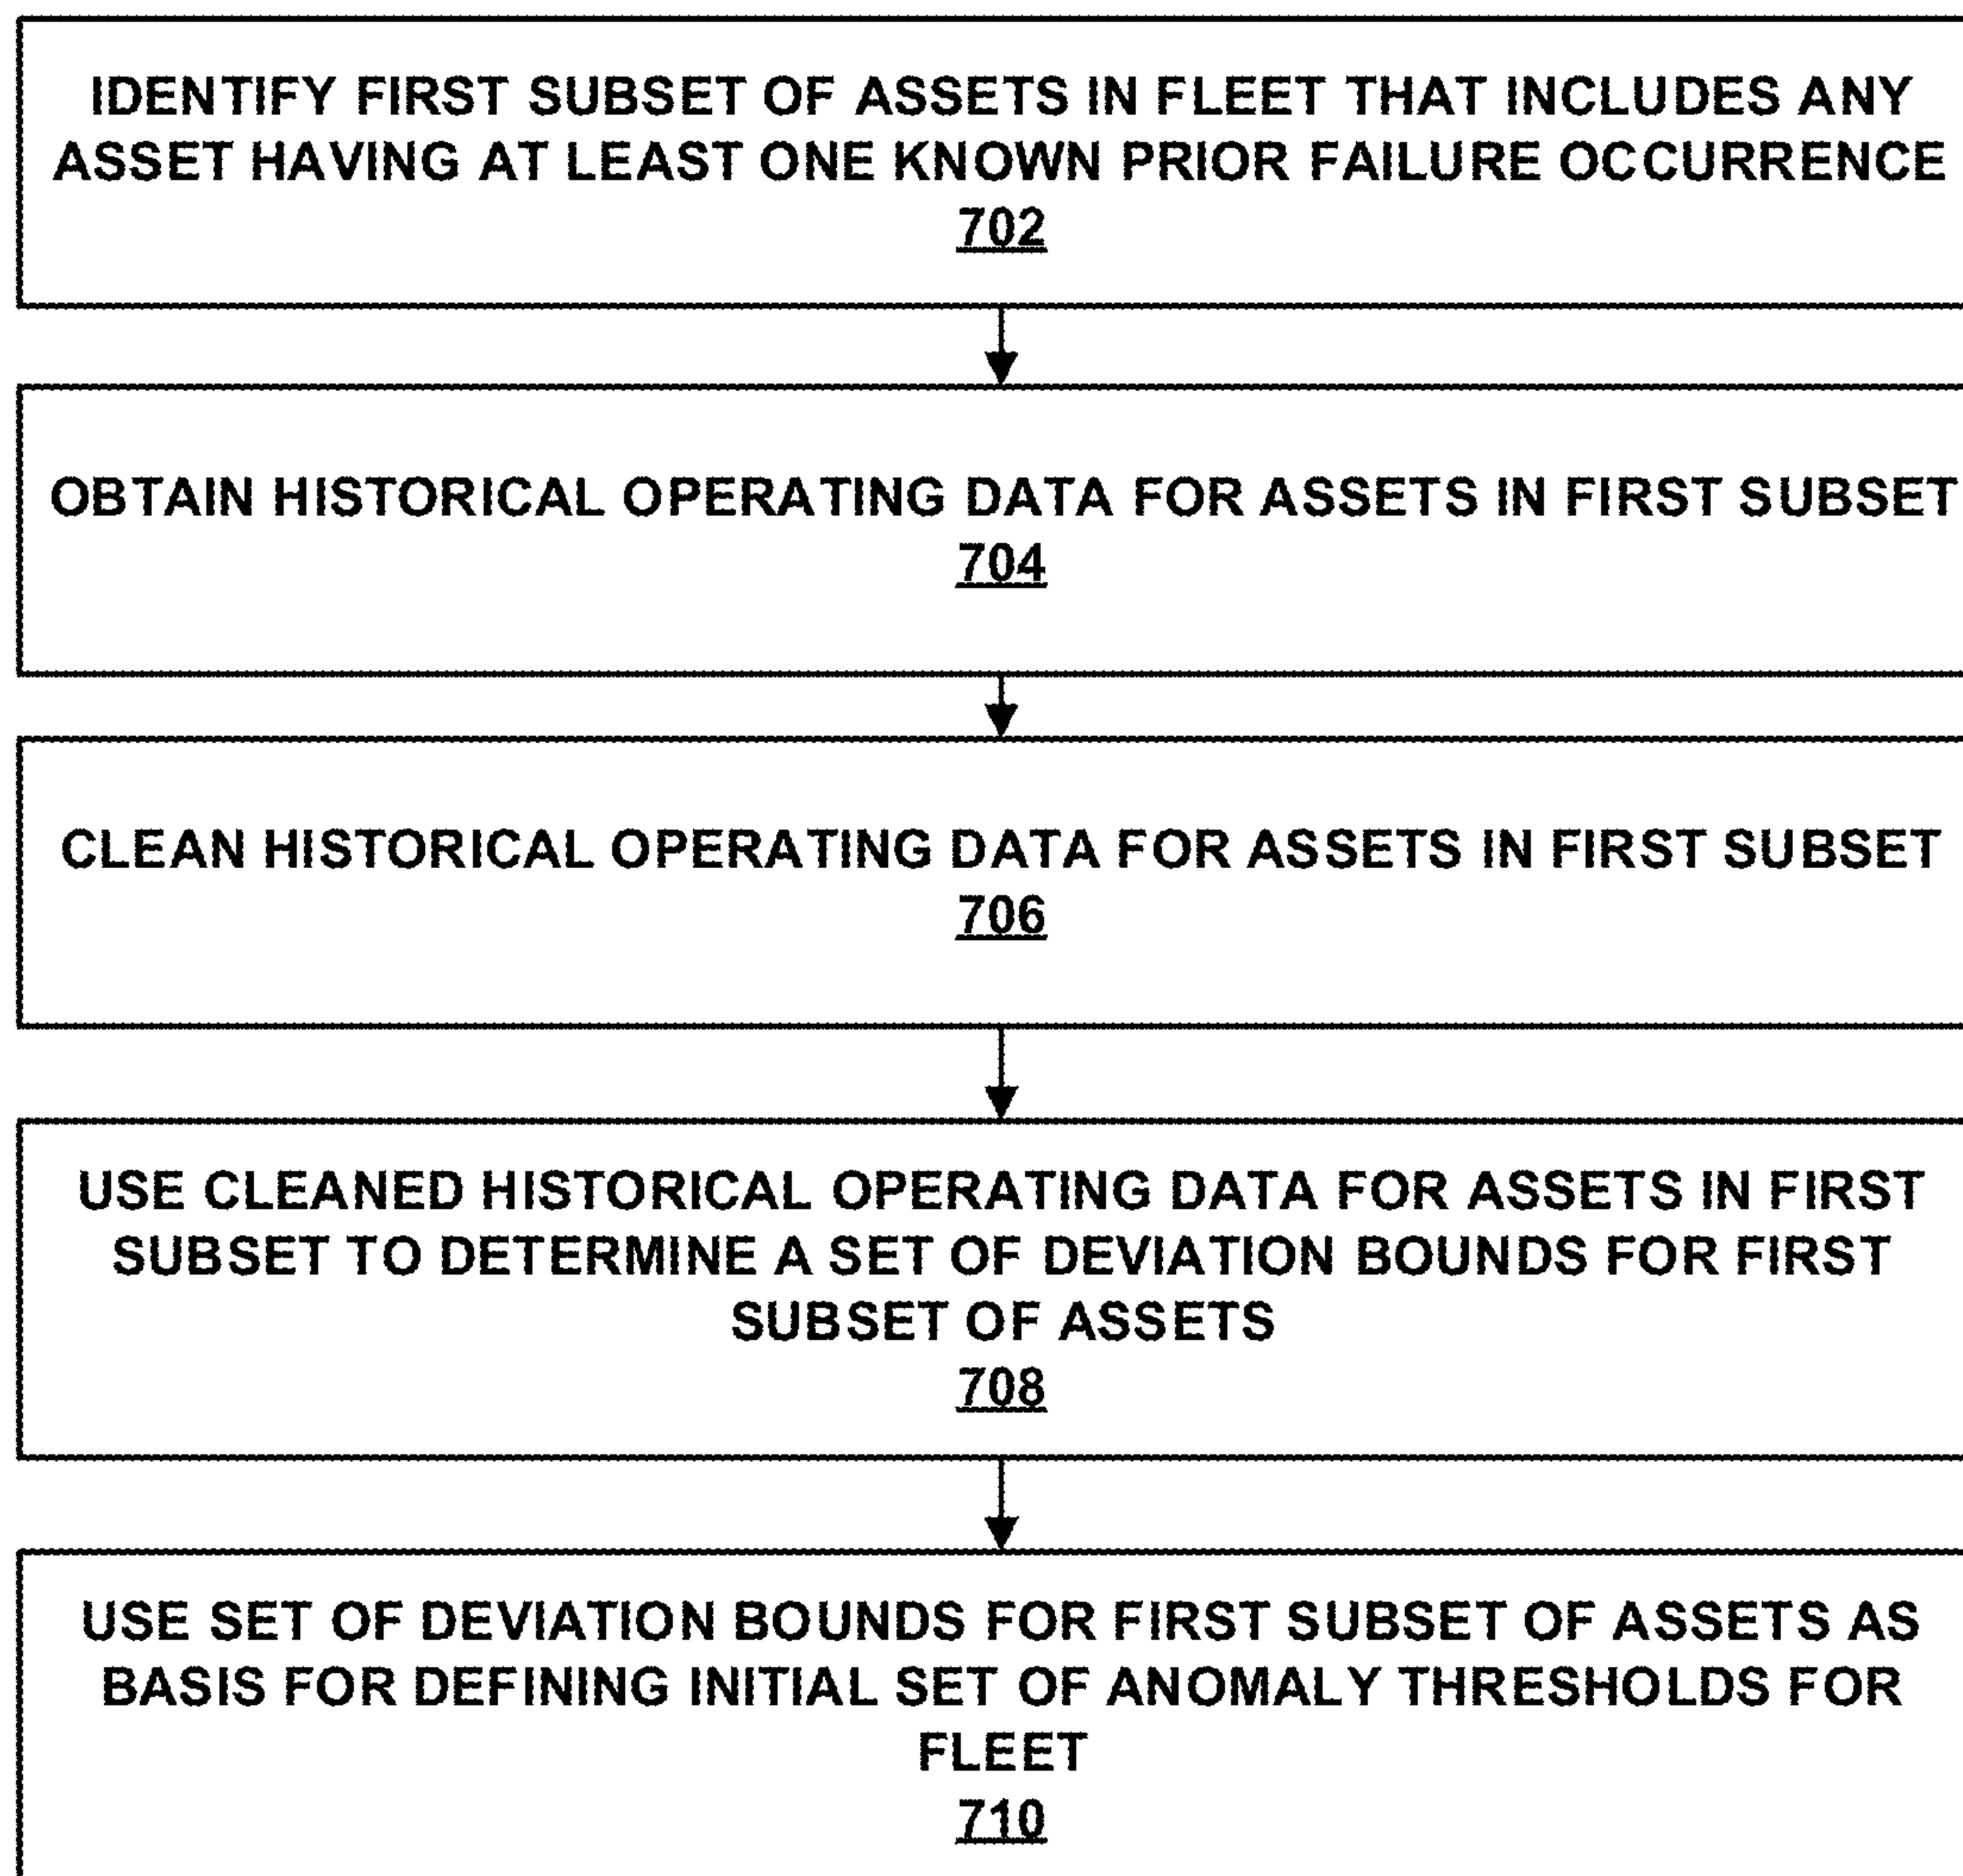 IDENTIFY FIRST SUBSET OF ASSETS IN FLEET THAT INCLUDES ANY
ASSET HAVING AT LEAST ONE KNOWN PRIOR FAILURE OCCURRENCE
702
OBTAIN HISTORICAL OPERATING DATA FOR ASSETS IN FIRST SUBSET
704
CLEAN HISTORICAL OPERATING DATA FOR ASSETS IN FIRST SUBSET
706
USE CLEANED HISTORICAL OPERATING DATA FOR ASSETS IN FIRST
SUBSET TO DETERMINE A SET OF DEVIATION BOUNDS FOR FIRST
SUBSET OF ASSETS
708
USE SET OF DEVIATION BOUNDS FOR FIRST SUBSET OF ASSETS AS
BASIS FOR DEFINING INITIAL SET OF ANOMALY THRESHOLDS FOR
FLEET
710